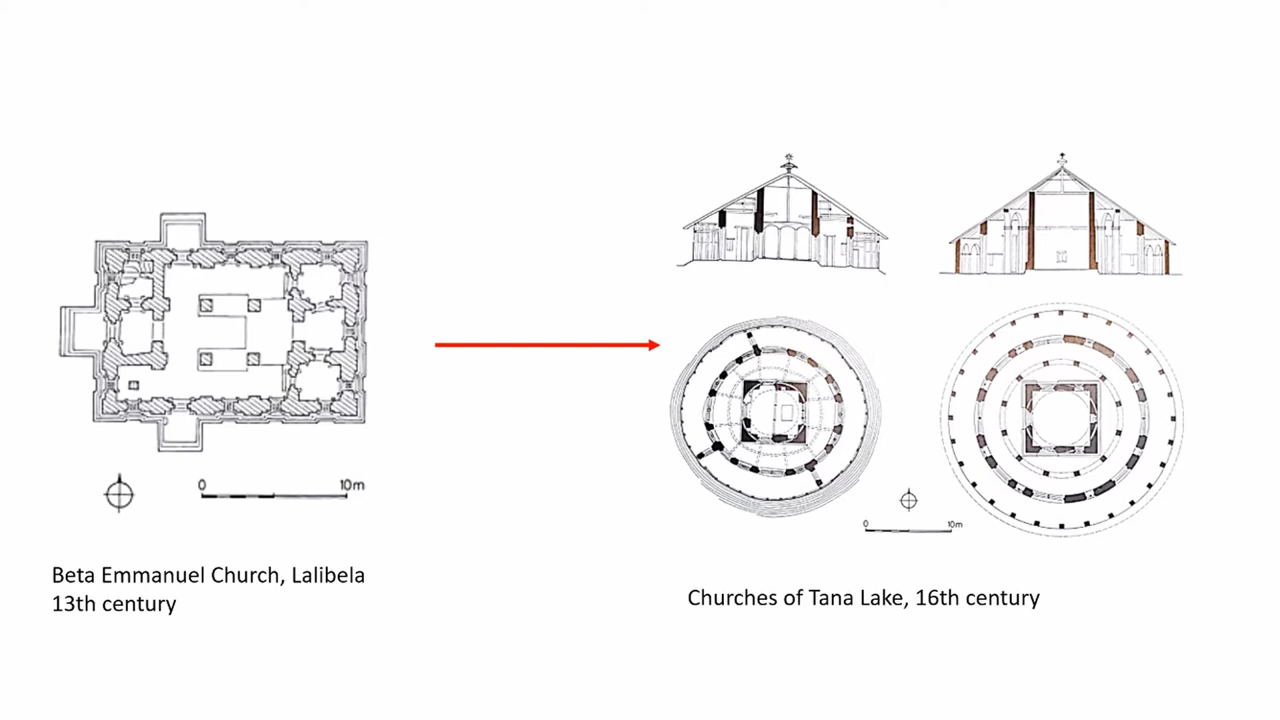 0 10m
0 10m
Beta Emmanuel Church, Lalibela
13th century
Churches of Tana Lake, 16th century